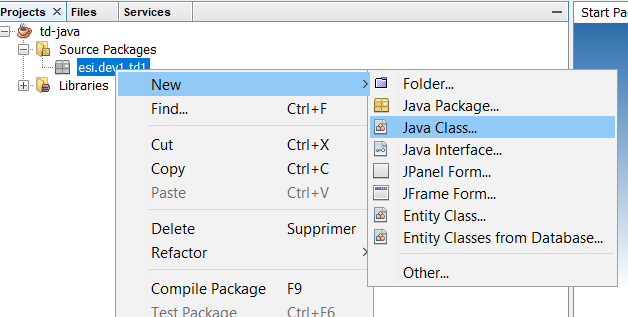 Projects Files Services Start Pa
td-java
Source Packages
esi.dev1.td1
Libraries
New
Find... Ctrl+F
Cut Ctrl+X
Copy Ctrl+C
Paste Ctrl+V
Delete Supprimer
Refactor
Compile Package F9
Test Package Ctrl+F6
Folder...
Java Package...
Java Class...
Java Interface...
JPanel Form...
JFrame Form...
Entity Class...
Entity Classes from Database...
Other...